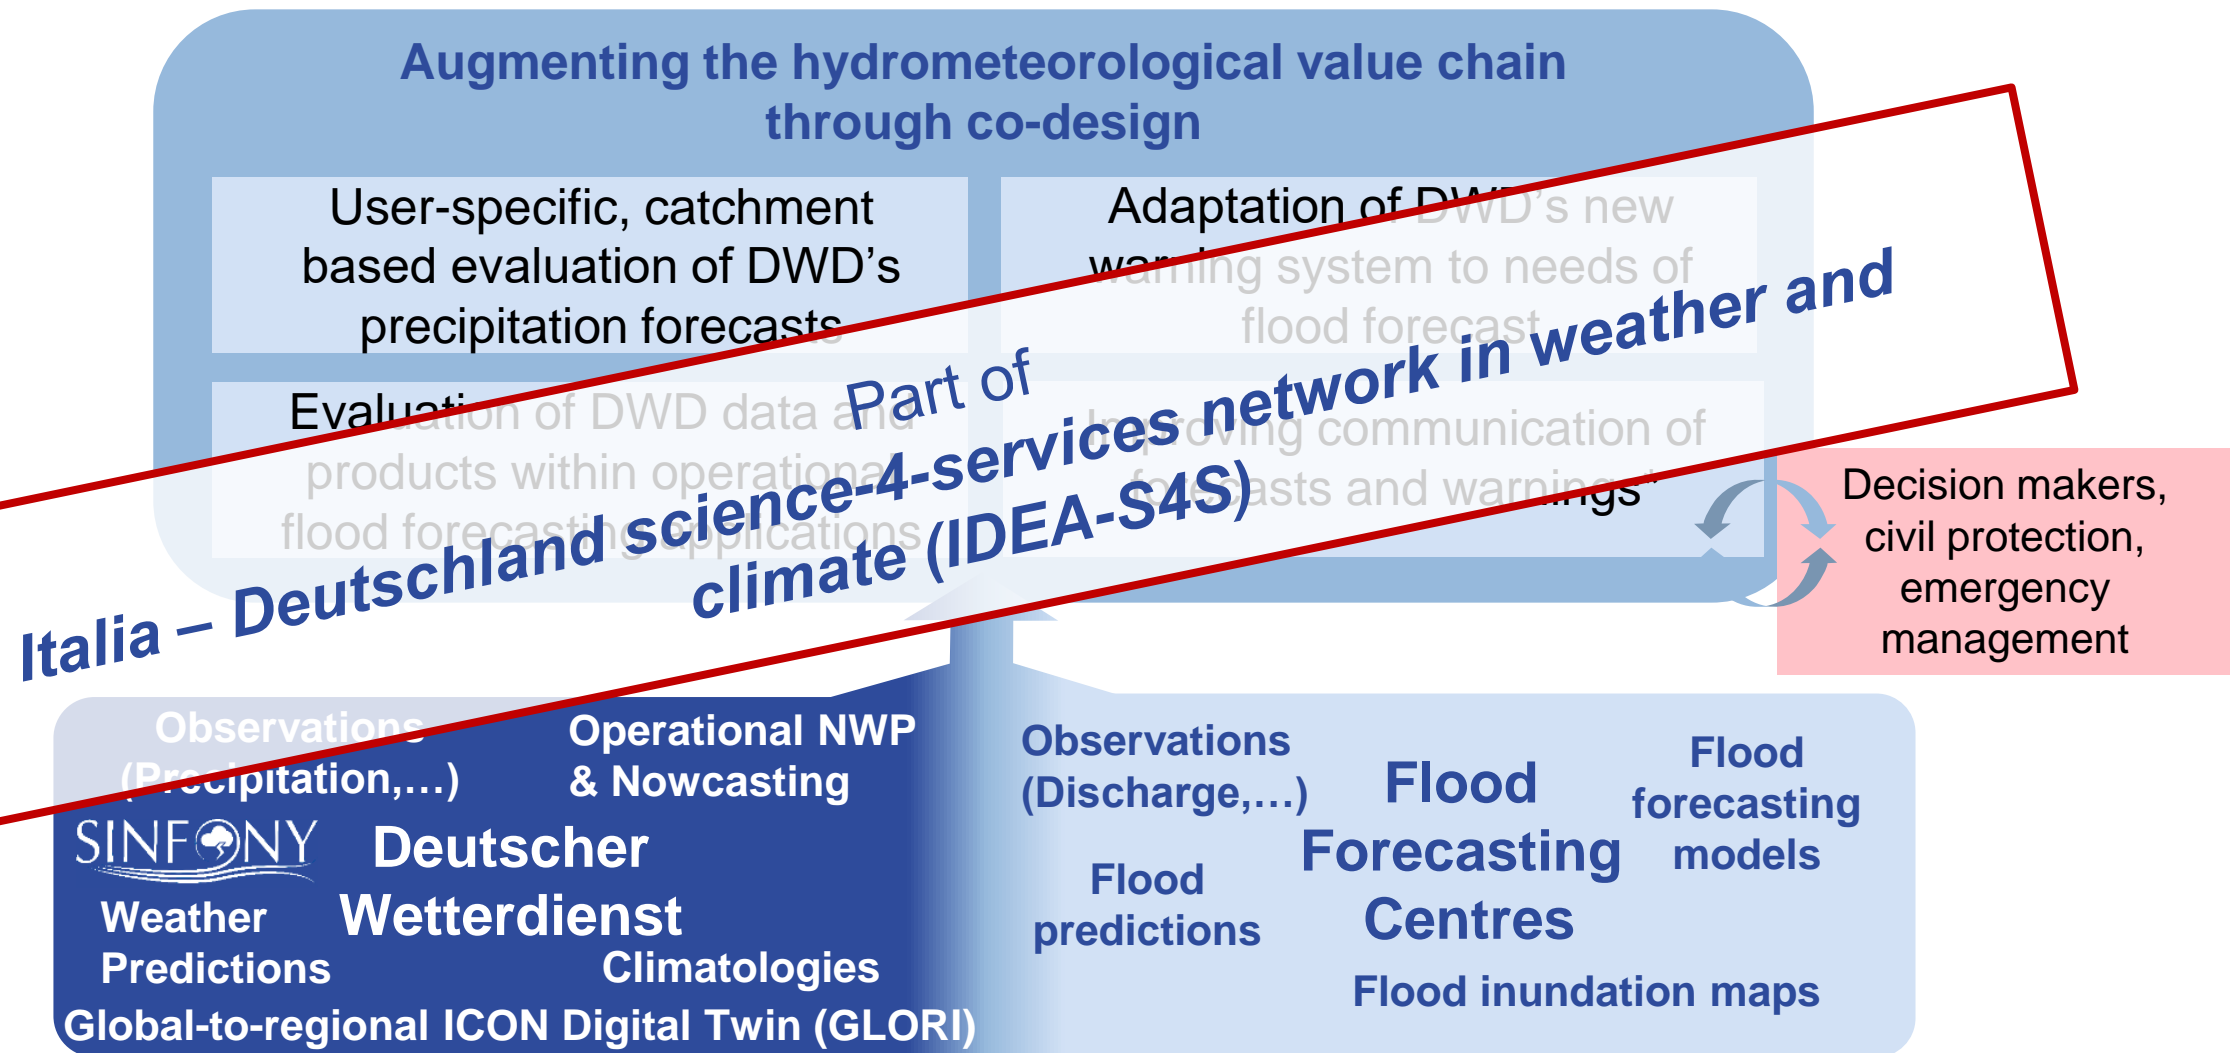 Augmenting the hydrometeorological value chain
through co-design
User-specific, catchment
based evaluation of DWD’s
precipitation forecasts
Adaptation of DWD’s new
warning system to needs of
flood forecast
Evaluation of DWD data and
products within operational
flood forecasting applications
Improving communication of
forecasts and warnings“
Part of
Italia – Deutschland science-4-services network in weather and
climate (IDEA-S4S)
Decision makers,
civil protection,
emergency
management
Observations
(Precipitation,…)
Operational NWP
& Nowcasting
SINFONY
Deutscher
Wetterdienst
Weather
Predictions
Climatologies
Global-to-regional ICON Digital Twin (GLORI)
Observations
(Discharge,…)
Flood
Forecasting
Centres
Flood
forecasting
models
Flood
predictions
Flood inundation maps